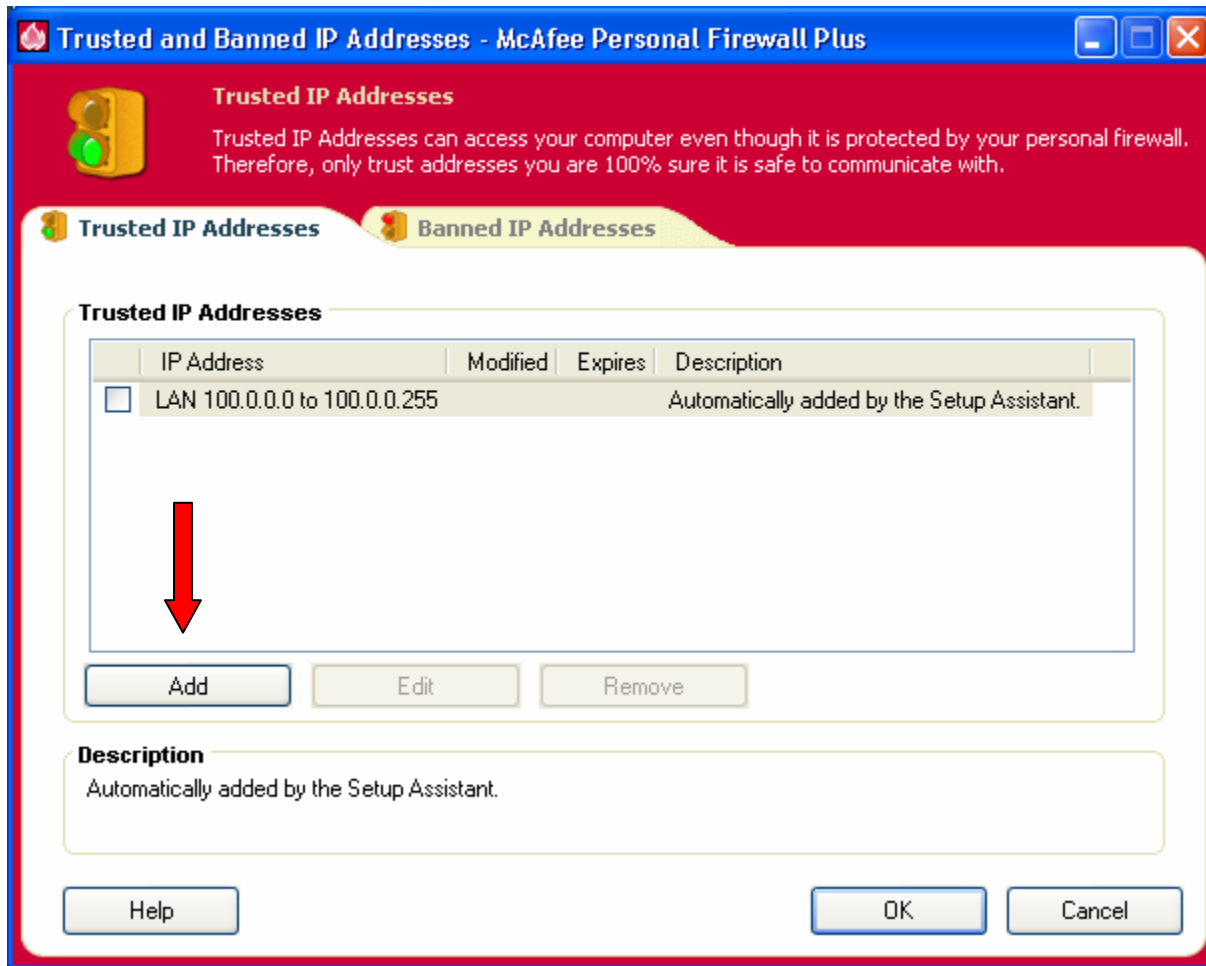 Trusted and Banned IP Addresses - McAfee Personal Firewall Plus
Trusted IP Addresses
Trusted IP Addresses can access your computer even though it is protected by your personal firewall.
Therefore, only trust addresses you are 100% sure it is safe to communicate with.
Trusted IP Addresses Banned IP Addresses
Trusted IP Addresses
IP Address Modified Expires Description
LAN 100.0.0.0 to 100.0.0.255 Automatically added by the Setup Assistant.
Add Edit Remove
Description
Automatically added by the Setup Assistant.
Help OK Cancel